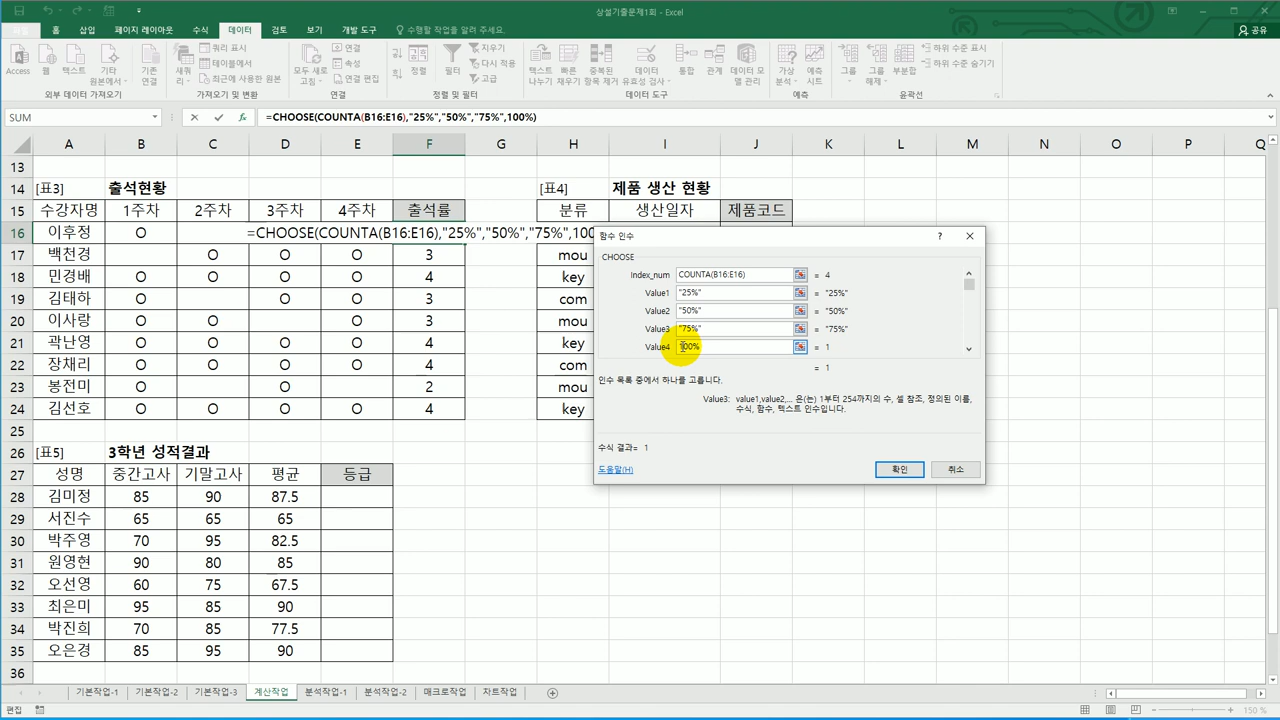 상설기출문제1회 - Excel
파일 홈 삽입 페이지 레이아웃 수식 데이터 검토 보기 개발 도구 수행할 작업을 알려 주세요. 공유
Access 웹 텍스트 기타 원본에서 기존 연결 새 쿼리 쿼리 표시 테이블에서 최근에 사용한 원본 모두 새로 고침 연결 속성 연결 편집 정렬 필터 지우기 다시 적용 고급 텍스트 나누기 빠른 채우기 중복된 항목 제거 데이터 유효성 검사 통합 관계 데이터 모델 관리 가상 분석 예측 시트 그룹 그룹 해제 부분합 하위 수준 표시 하위 수준 숨기기
외부 데이터 가져오기 가져오기 및 변환 연결 정렬 및 필터 데이터 도구 예측 윤곽선
SUM fx =CHOOSE(COUNTA(B16:E16),"25%","50%","75%",100%)
A B C D E F G H I J K L M N O P Q
13
14 [표3] 출석현황 [표4] 제품 생산 현황
15 수강자명 1주차 2주차 3주차 4주차 출석률 분류 생산일자 제품코드
16 이후정 O =CHOOSE(COUNTA(B16:E16),"25%","50%","75%",100
17 백천경 O O O 3 mou
18 민경배 O O O O 4 key
19 김태하 O O O 3 com
20 이사랑 O O O 3 mou
21 곽난영 O O O O 4 key
22 장채리 O O O O 4 com
23 봉전미 O O 2 mou
24 김선호 O O O O 4 key
25
26 [표5] 3학년 성적결과
27 성명 중간고사 기말고사 평균 등급
28 김미정 85 90 87.5
29 서진수 65 65 65
30 박주영 70 95 82.5
31 원영현 90 80 85
32 오선영 60 75 67.5
33 최은미 95 85 90
34 박진희 70 85 77.5
35 오은경 85 95 90
36
함수 인수 ?
CHOOSE
Index_num COUNTA(B16:E16) = 4
Value1 "25%" = "25%"
Value2 "50%" = "50%"
Value3 "75%" = "75%"
Value4 100% = 1
= 1
인수 목록 중에서 하나를 고릅니다.
Value3: value1,value2,... 은(는) 1부터 254까지의 수, 셀 참조, 정의된 이름,
수식, 함수, 텍스트 인수입니다.
수식 결과= 1
도움말(H) 확인 취소
기본작업-1 기본작업-2 기본작업-3 계산작업 분석작업-1 분석작업-2 매크로작업 차트작업
편집 150 %